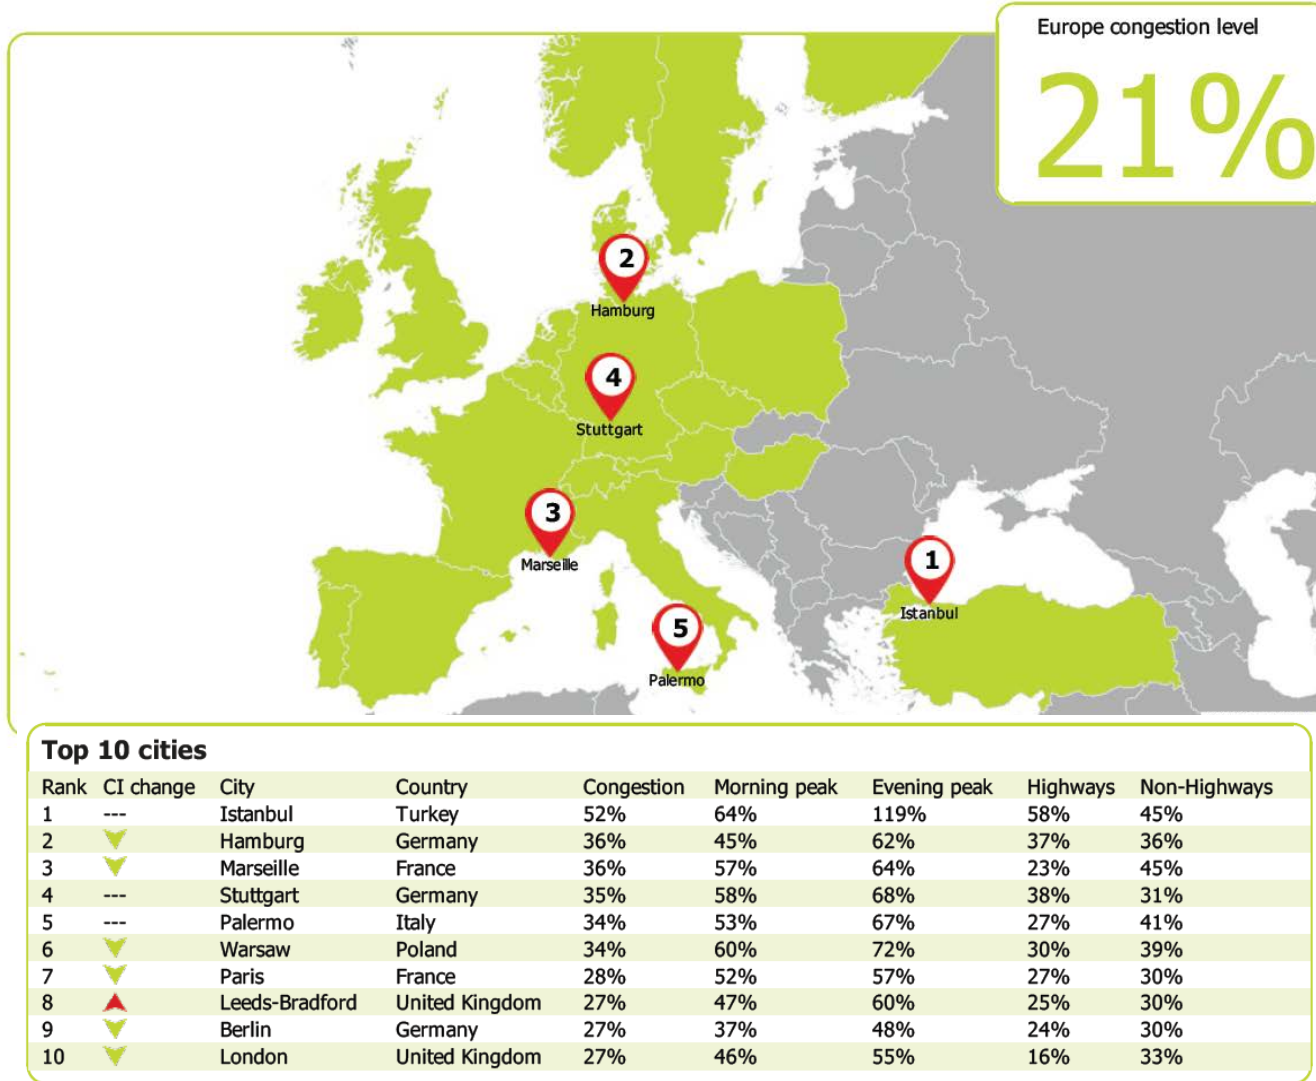 Europe congestion level
21%
2
Hamburg
4
Stuttgart
3
Marseille
1
Istanbul
5
Palermo
Top 10 cities
Rank CI change City Country Congestion Morning peak Evening peak Highways Non-Highways
1 --- Istanbul Turkey 52% 64% 119% 58% 45%
2 Hamburg Germany 36% 45% 62% 37% 36%
3 Marseille France 36% 57% 64% 23% 45%
4 --- Stuttgart Germany 35% 58% 68% 38% 31%
5 --- Palermo Italy 34% 53% 67% 27% 41%
6 Warsaw Poland 34% 60% 72% 30% 39%
7 Paris France 28% 52% 57% 27% 30%
8 Leeds-Bradford United Kingdom 27% 47% 60% 25% 30%
9 Berlin Germany 27% 37% 48% 24% 30%
10 London United Kingdom 27% 46% 55% 16% 33%